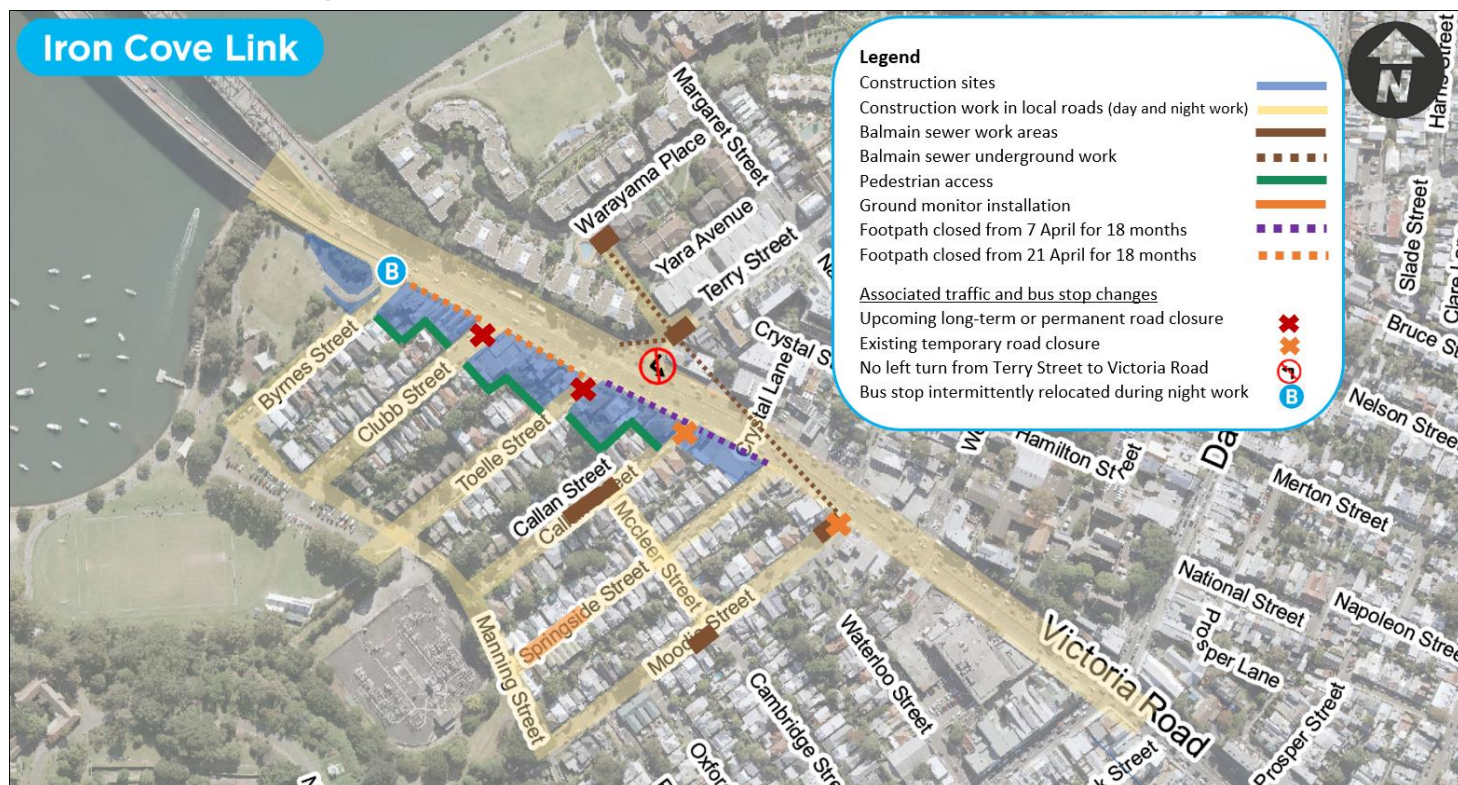 Iron Cove Link
Legend
Construction sites
Construction work in local roads (day and night work)
Balmain sewer work areas
Balmain sewer underground work
Pedestrian access
Ground monitor installation
Footpath closed from 7 April for 18 months
Footpath closed from 21 April for 18 months
Associated traffic and bus stop changes
Upcoming long-term or permanent road closure
Existing temporary road closure
No left turn from Terry Street to Victoria Road
Bus stop intermittently relocated during night work
B
N
Margaret Street
Warayama Place
Yara Avenue
Terry Street
Crystal
Crystal Lane
B
Byrnes Street
Clubb Street
Toelle Street
Callan Street
Mccleer Street
Springside Street
Moodie Street
Manning Street
Waterloo Street
Cambridge
Victoria Road
Hamilton Street
Slade Street
Bruce
Nelson Street
Merton Street
National Street
Napoleon
Prosper Lane
Prosper Street
Street